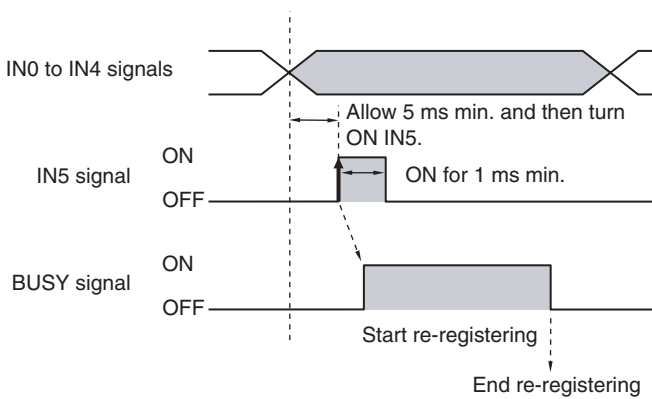 IN0 to IN4 signals
Allow 5 ms min. and then turn
ON IN5.
ON
IN5 signal
ON for 1 ms min.
OFF
ON
BUSY signal
OFF
Start re-registering
End re-registering